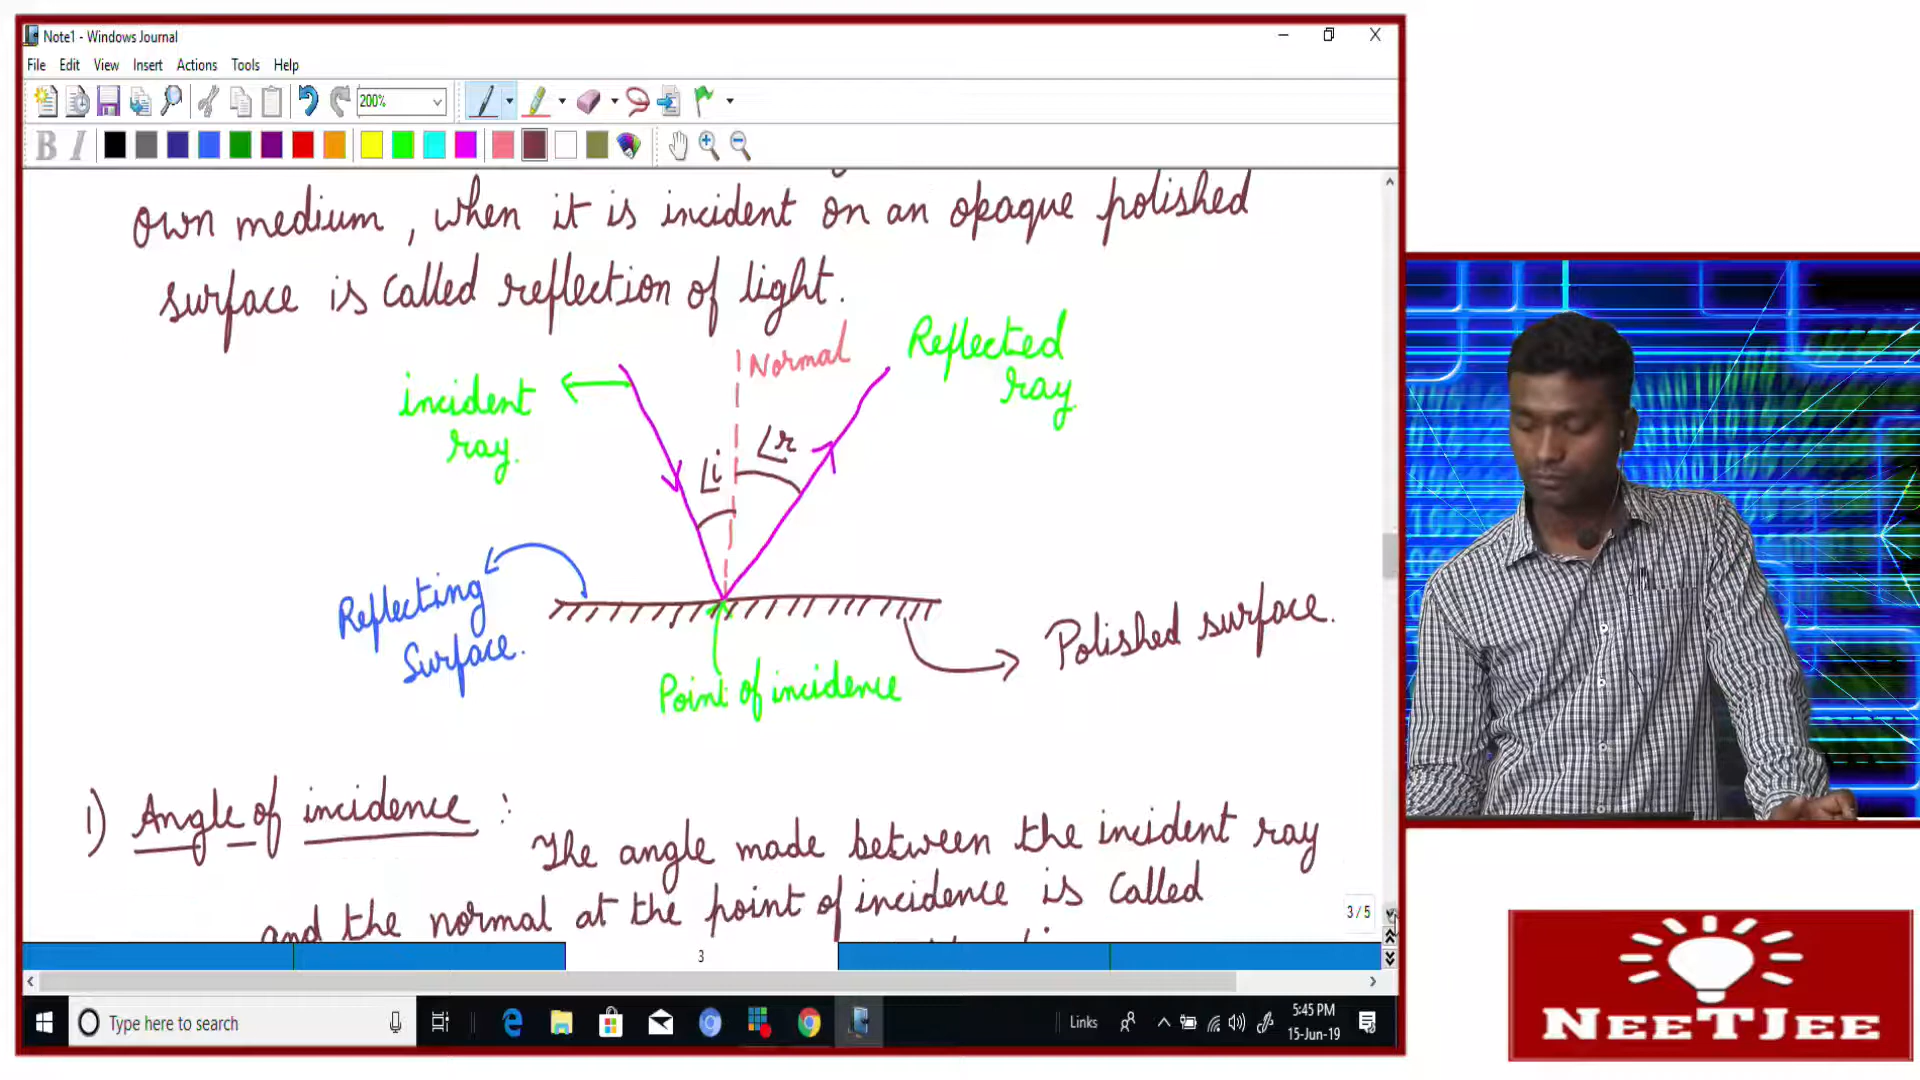 Note1 - Windows Journal
File Edit View Insert Actions Tools Help
200%
B I
own medium, when it is incident on an opaque polished
surface is called reflection of light.
Normal
Reflected
ray
incident
ray.
∠i
∠r
Reflecting
Surface.
Polished surface.
Point of incidence
1) Angle of incidence :
The angle made between the incident ray
and the normal at the point of incidence is called
3 / 5
3
Type here to search
Links
5:45 PM
15-Jun-19
NEETJEE